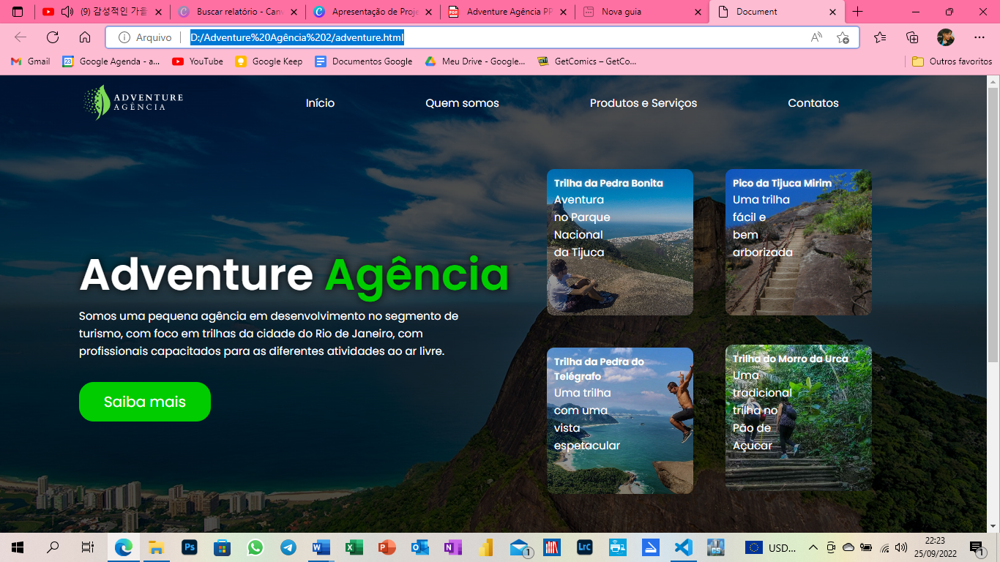 (9) 감성적인 가을
Buscar relatório - Canv
Apresentação de Proje
Adventure Agência PP
Nova guia
Document
Arquivo
D:/Adventure%20Agência%202/adventure.html
Gmail
Google Agenda - a...
YouTube
Google Keep
Documentos Google
Meu Drive - Google...
GetComics – GetCo...
Outros favoritos
ADVENTURE
AGÊNCIA
Início
Quem somos
Produtos e Serviços
Contatos
Adventure Agência
Somos uma pequena agência em desenvolvimento no segmento de
turismo, com foco em trilhas da cidade do Rio de Janeiro, com
profissionais capacitados para as diferentes atividades ao ar livre.
Saiba mais
Trilha da Pedra Bonita
Aventura
no Parque
Nacional
da Tijuca
Pico da Tijuca Mirim
Uma trilha
fácil e
bem
arborizada
Trilha da Pedra do
Telégrafo
Uma trilha
com uma
vista
espetacular
Trilha do Morro da Urca
Uma
tradicional
trilha no
Pão de
Açucar
USD...
22:23
25/09/2022